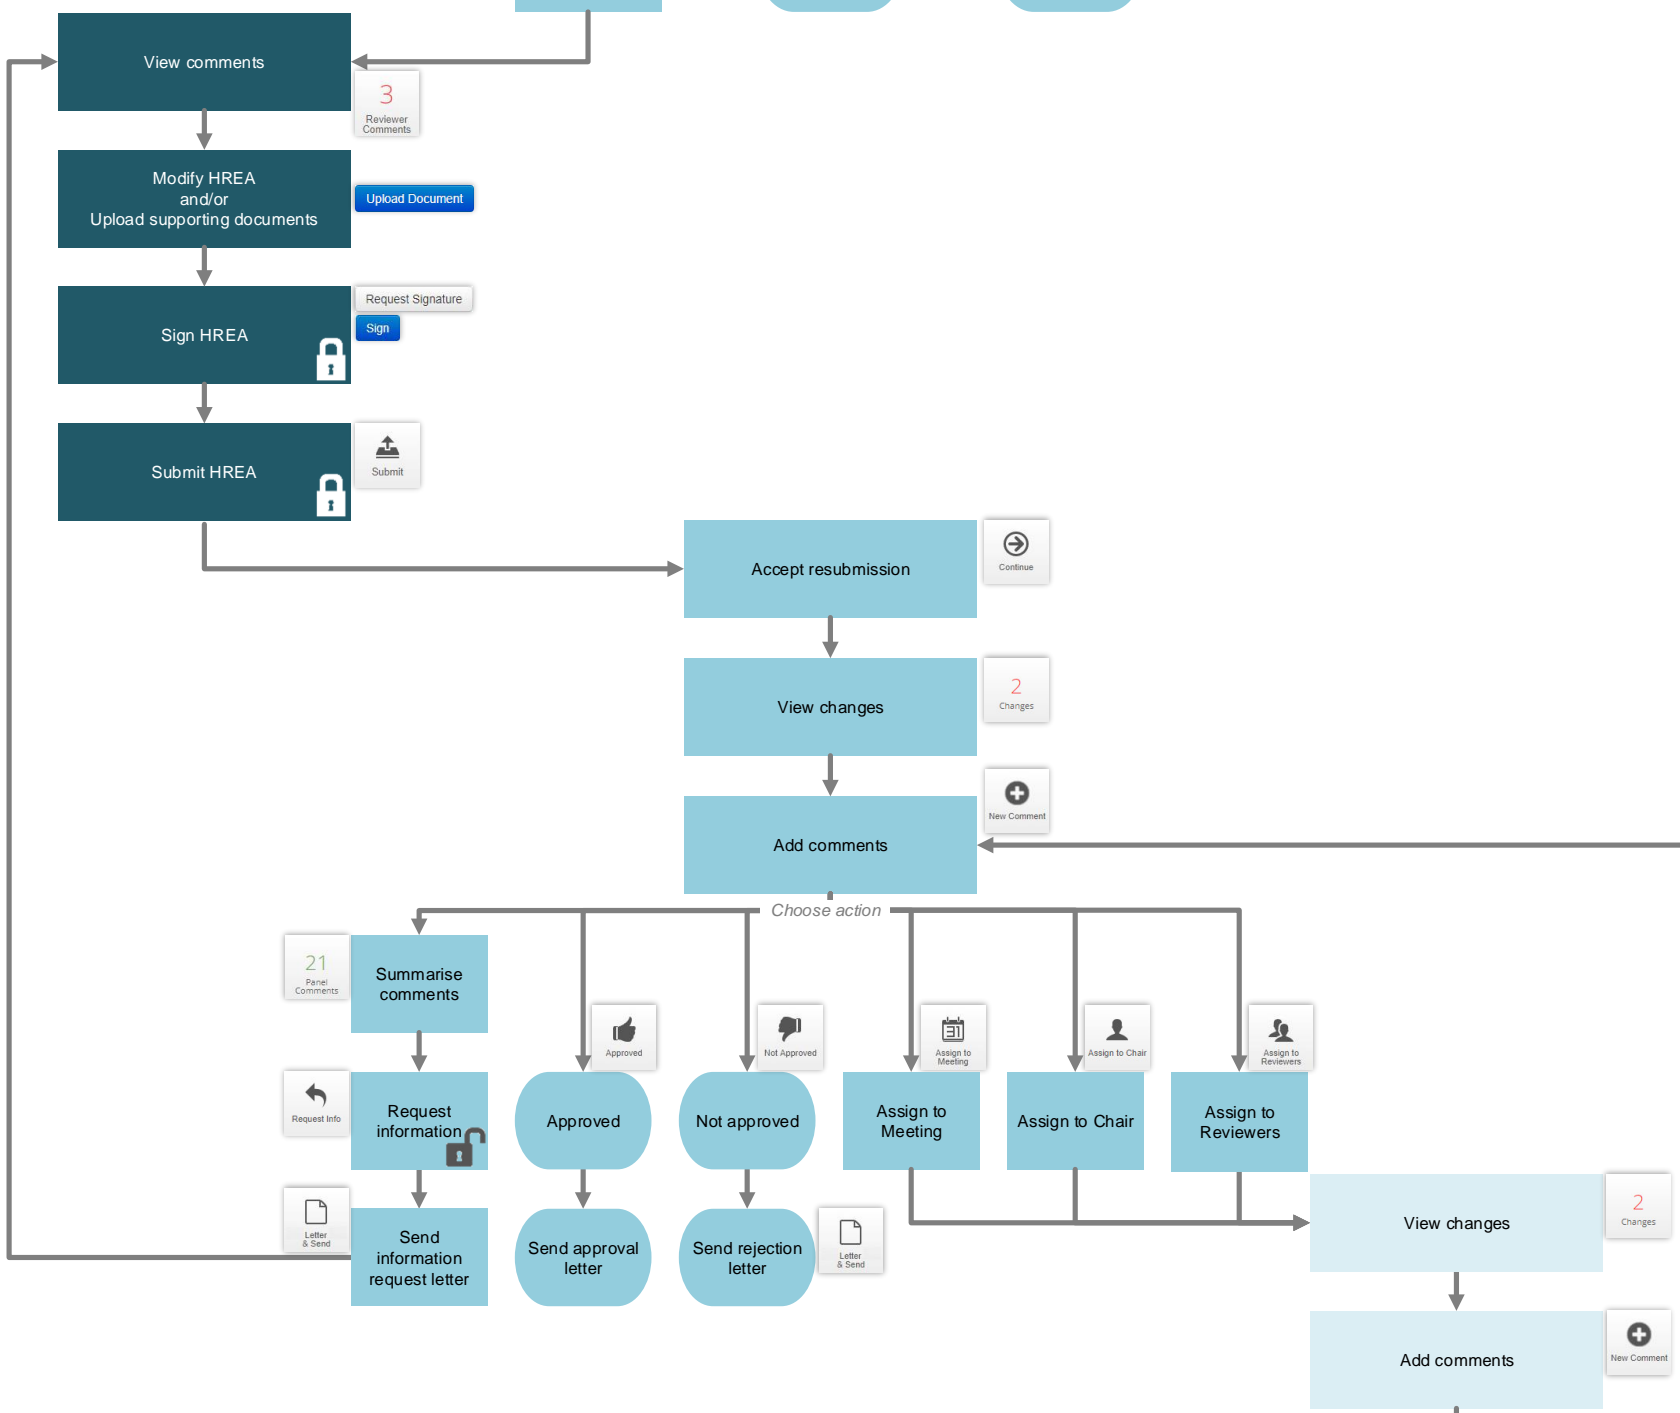 View comments
3
Reviewer
Comments
Modify HREA
and/or
Upload supporting documents
Upload Document
Sign HREA
Request Signature
Sign
Submit HREA
Submit
Accept resubmission
Continue
View changes
2
Changes
Add comments
New Comment
Choose action
21
Panel
Comments
Summarise
comments
Approved
Not Approved
31
Assign to
Meeting
Assign to Chair
Assign to
Reviewers
Request Info
Request
information
Approved
Not approved
Assign to
Meeting
Assign to Chair
Assign to
Reviewers
Letter
& Send
Send
information
request letter
Send approval
letter
Send rejection
letter
Letter
& Send
View changes
2
Changes
Add comments
New Comment